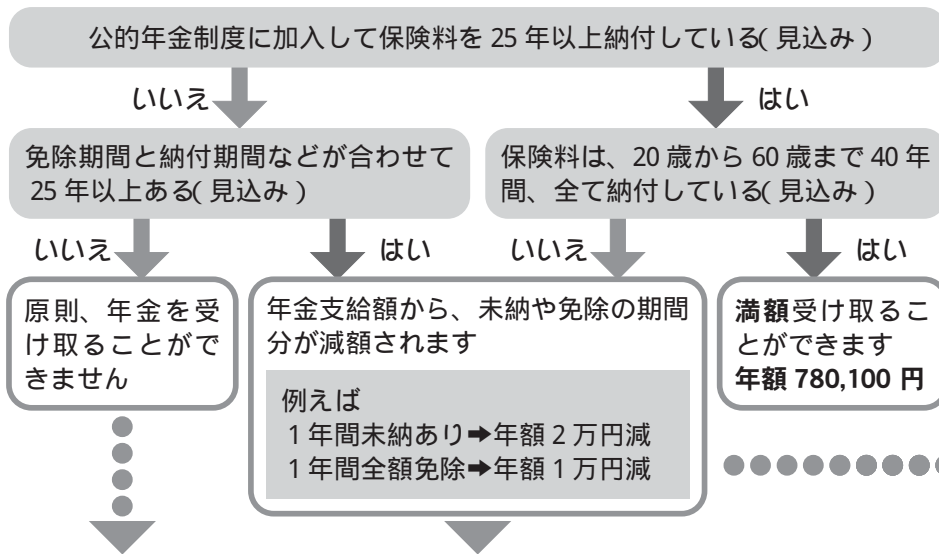 公的年金制度に加入して保険料を 25 年以上納付している( 見込み )
いいえ
はい
免除期間と納付期間などが合わせて
25 年以上ある( 見込み )
保険料は、20 歳から 60 歳まで 40 年
間、全て納付している( 見込み )
いいえ
はい
いいえ
はい
原則、年金を受
け取ることがで
きません
年金支給額から、未納や免除の期間
分が減額されます
例えば
1 年間未納あり➡年額 2 万円減
1 年間全額免除➡年額 1 万円減
満額受け取るこ
とができます
年額 780,100 円